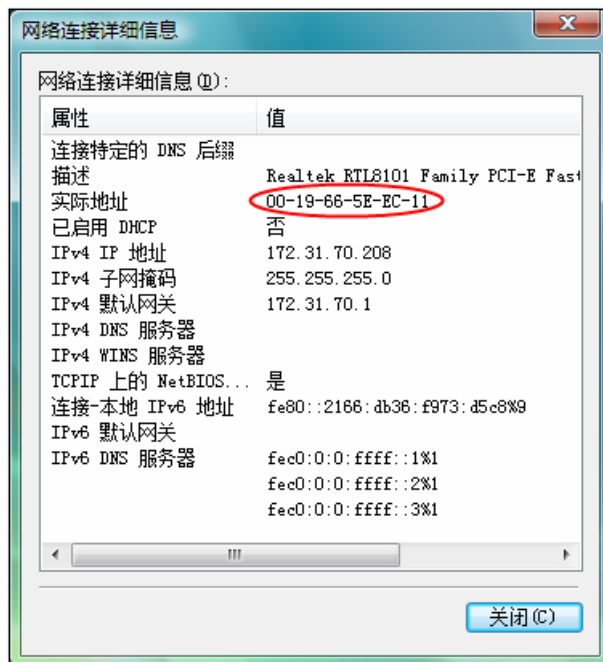 网络连接详细信息
网络连接详细信息(D):
属性 值
连接特定的 DNS 后缀
描述 Realtek RTL8101 Family PCI-E Fast
实际地址 00-19-66-5E-EC-11
已启用 DHCP 否
IPv4 IP 地址 172.31.70.208
IPv4 子网掩码 255.255.255.0
IPv4 默认网关 172.31.70.1
IPv4 DNS 服务器
IPv4 WINS 服务器
TCPIP 上的 NetBIOS... 是
连接-本地 IPv6 地址 fe80::2166:db36:f973:d5c8%9
IPv6 默认网关
IPv6 DNS 服务器 fec0:0:0:ffff::1%1
fec0:0:0:ffff::2%1
fec0:0:0:ffff::3%1
关闭(C)